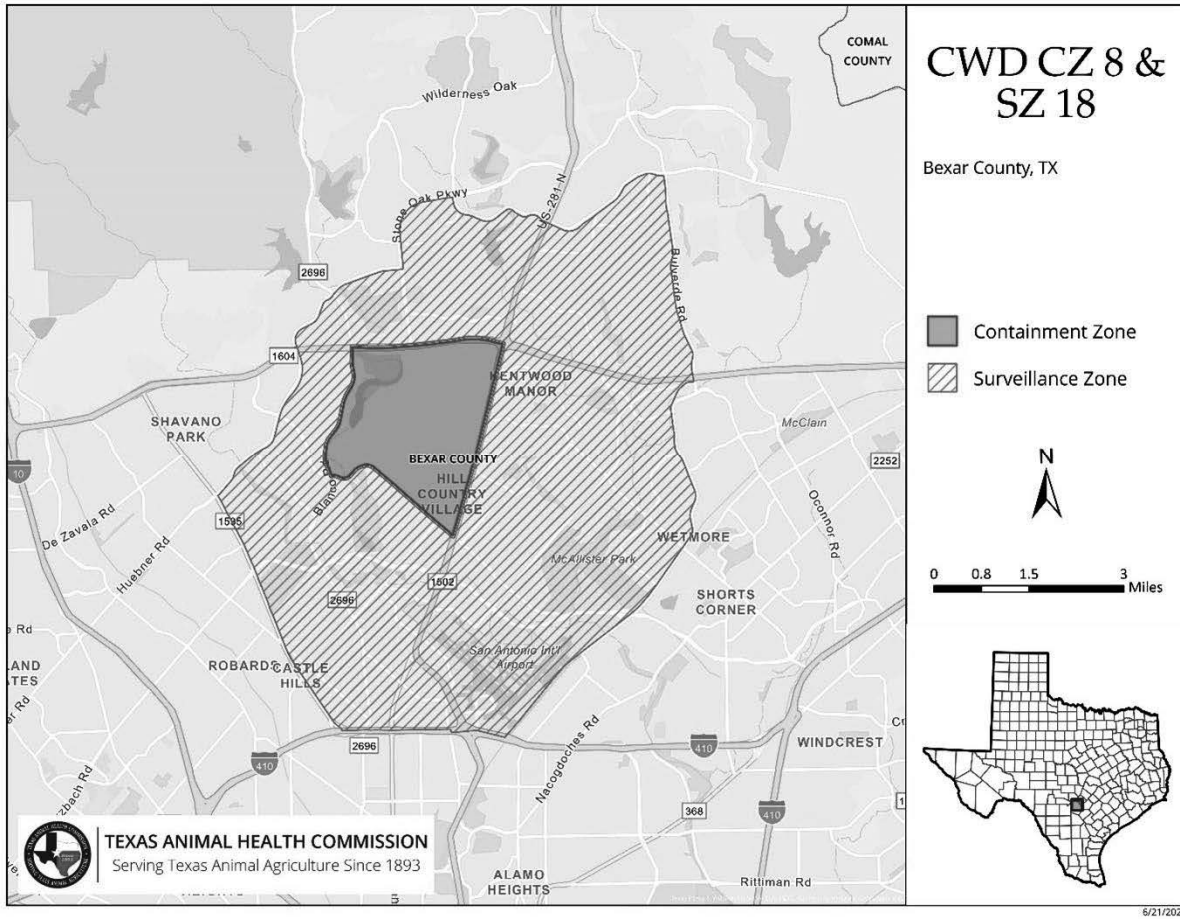 COMAL
COUNTY
Wilderness Oak
Stone Oak Pkwy
US-281-N
Bulverde Rd
2696
1604
KENTWOOD
MANOR
SHAVANO
PARK
McClain
BEXAR COUNTY
2252
10
HILL
COUNTRY
VILLAGE
1535
De Zavala Rd
Oconnor Rd
WETMORE
Huebner Rd
McAllister Park
1502
2696
SHORTS
CORNER
San Antonio Int'l
Airport
ROBARDS
CASTLE
HILLS
2696
410
410
Nacogdoches Rd
WINDCREST
368
410
ALAMO
HEIGHTS
Rittiman Rd
TEXAS ANIMAL HEALTH COMMISSION
Serving Texas Animal Agriculture Since 1893
CWD CZ 8 &
SZ 18
Bexar County, TX
Containment Zone
Surveillance Zone
N
0 0.8 1.5 3
Miles